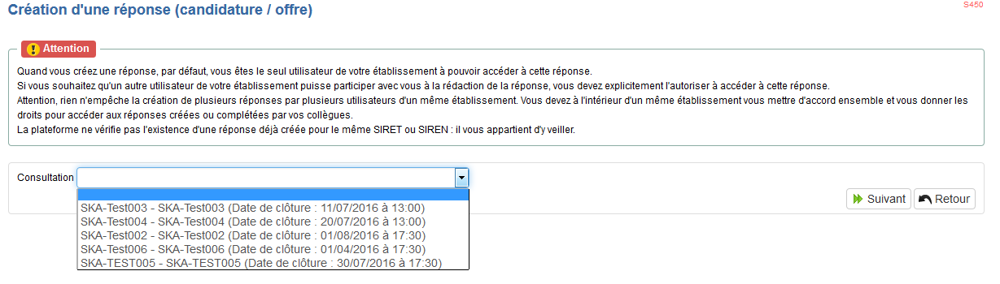 Création d'une réponse (candidature / offre)
S450
Attention
Quand vous créez une réponse, par défaut, vous êtes le seul utilisateur de votre établissement à pouvoir accéder à cette réponse.
Si vous souhaitez qu'un autre utilisateur de votre établissement puisse participer avec vous à la rédaction de la réponse, vous devez explicitement l'autoriser à accéder à cette réponse.
Attention, rien n'empêche la création de plusieurs réponses par plusieurs utilisateurs d'un même établissement. Vous devez à l'intérieur d'un même établissement vous mettre d'accord ensemble et vous donner les
droits pour accéder aux réponses créées ou complétées par vos collègues.
La plateforme ne vérifie pas l'existence d'une réponse déjà créée pour le même SIRET ou SIREN : il vous appartient d'y veiller.
Consultation
Suivant Retour
SKA-Test003 - SKA-Test003 (Date de clôture : 11/07/2016 à 13:00)
SKA-Test004 - SKA-Test004 (Date de clôture : 20/07/2016 à 13:00)
SKA-Test002 - SKA-Test002 (Date de clôture : 01/08/2016 à 17:30)
SKA-Test006 - SKA-Test006 (Date de clôture : 01/04/2016 à 17:30)
SKA-TEST005 - SKA-TEST005 (Date de clôture : 30/07/2016 à 17:30)